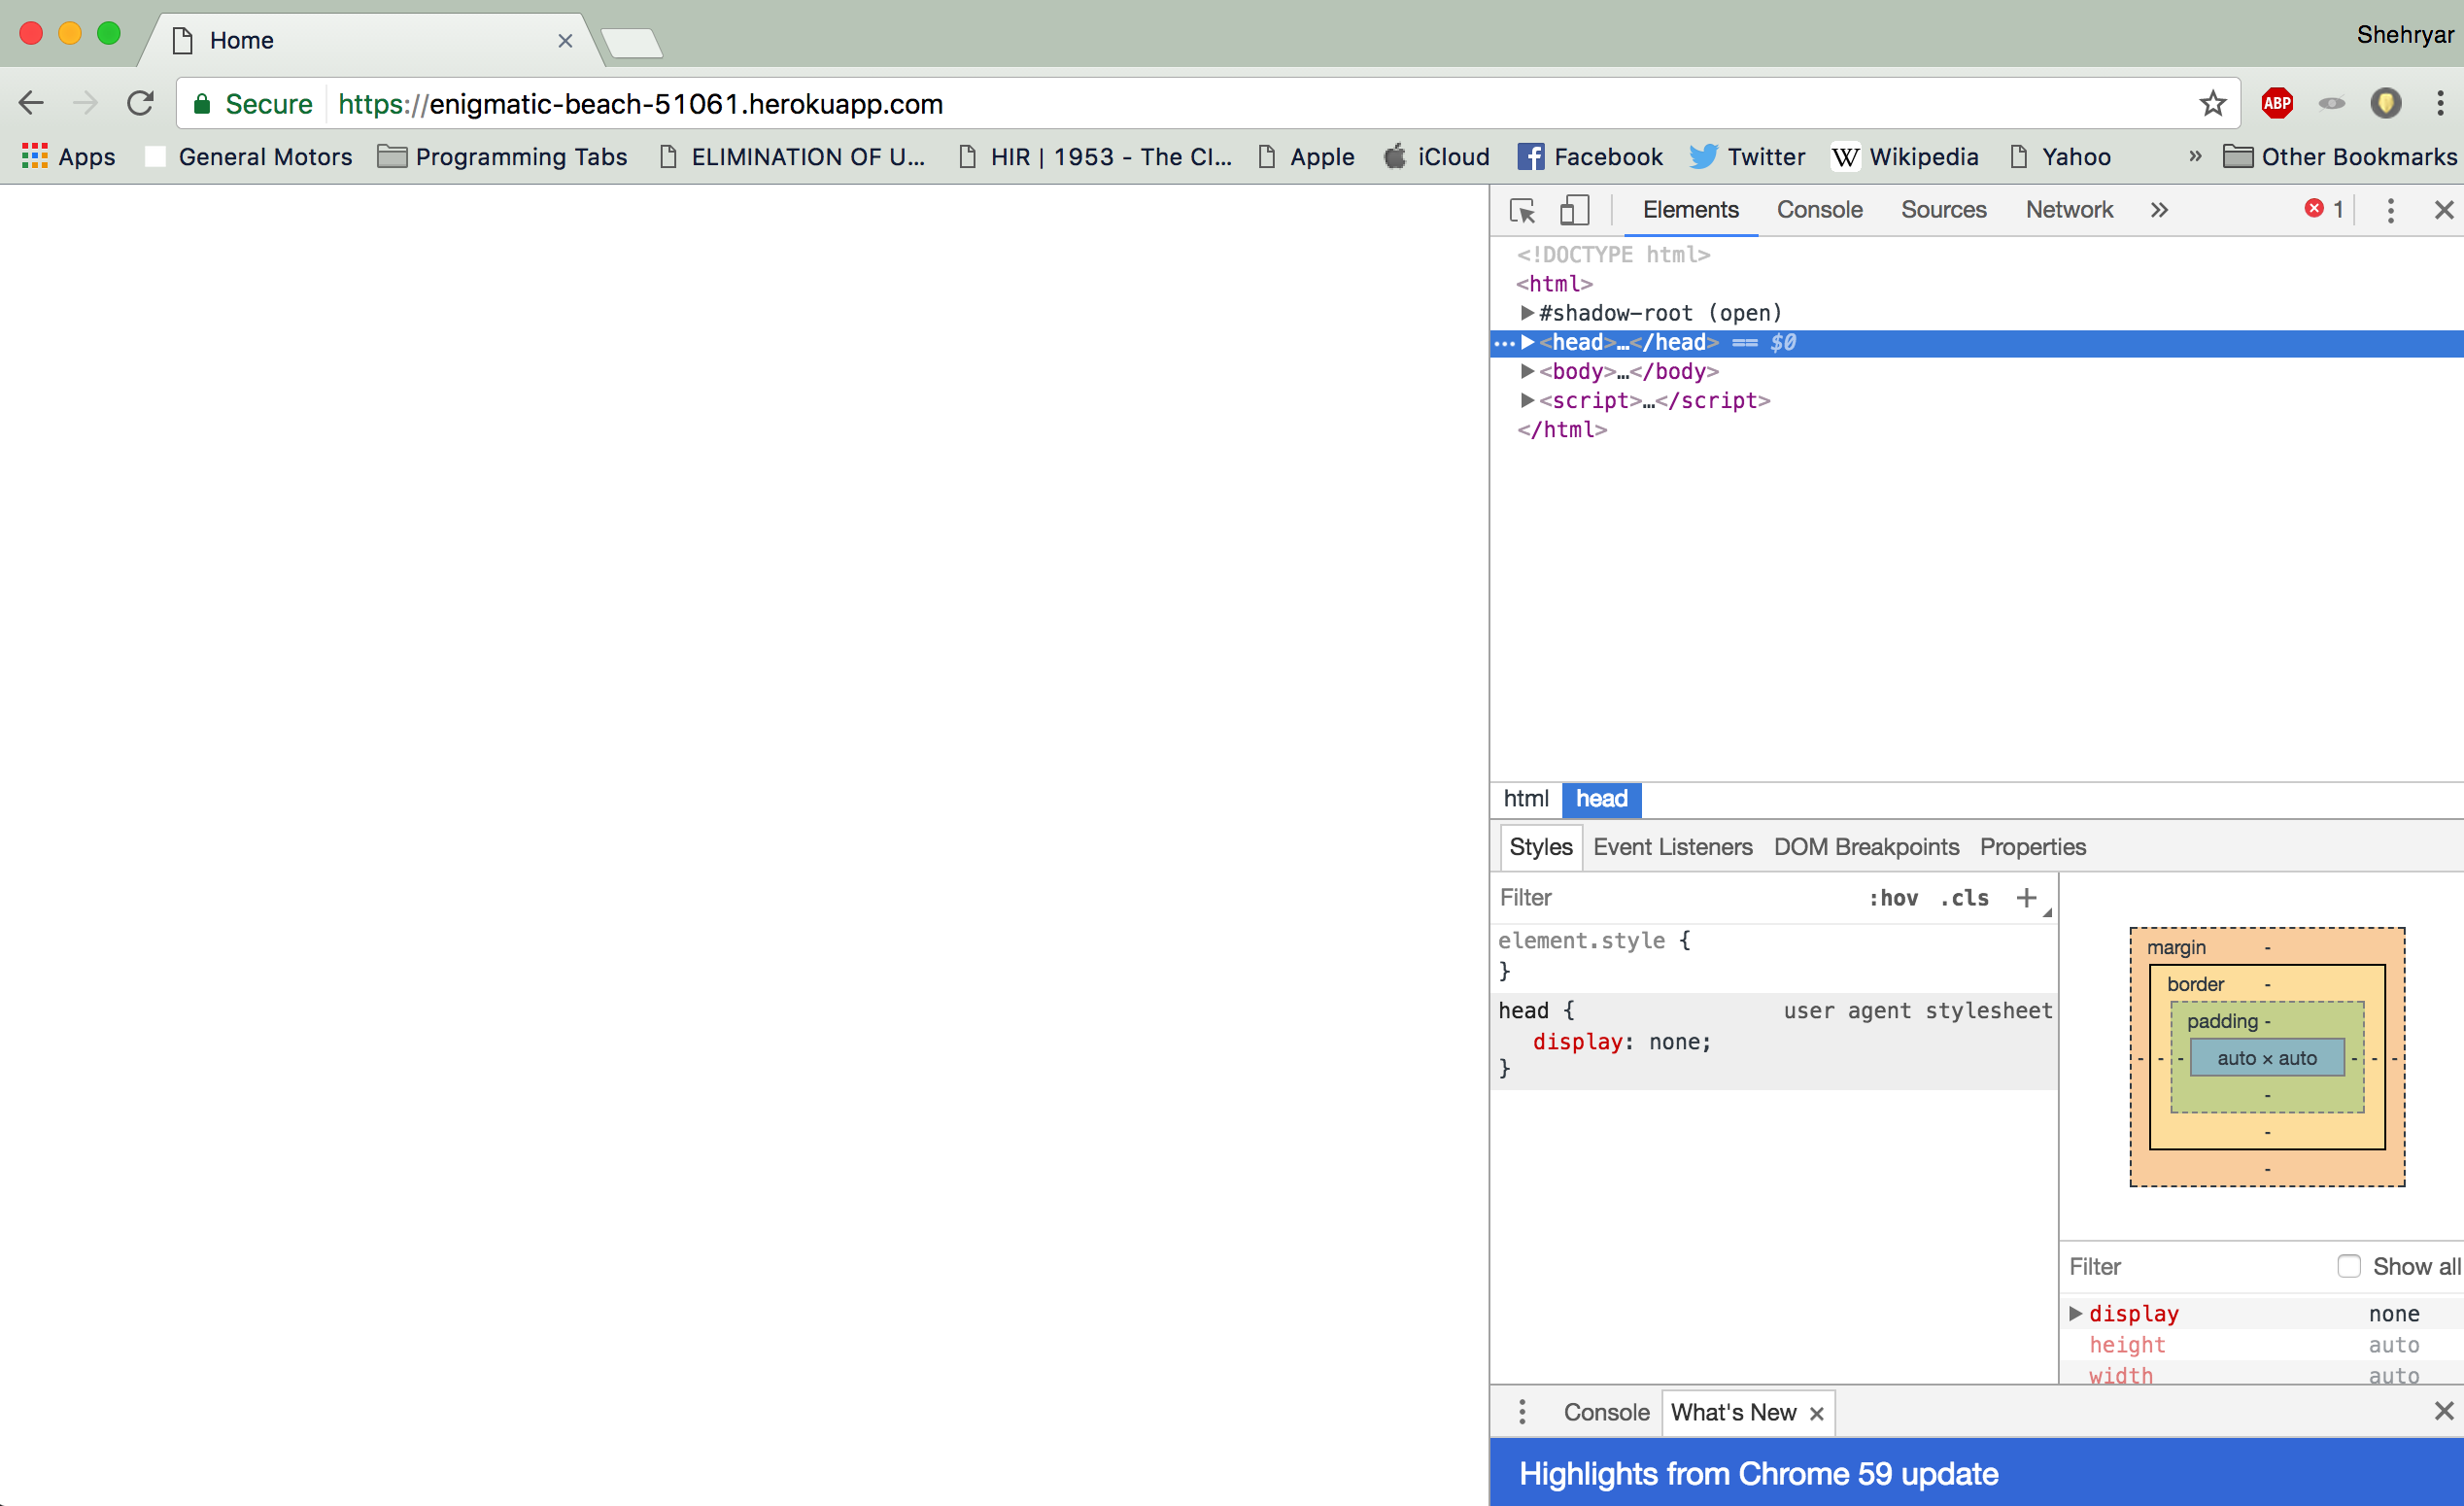 Home
Shehryar
Secure https://enigmatic-beach-51061.herokuapp.com
ABP
Apps General Motors Programming Tabs ELIMINATION OF U... HIR | 1953 - The Cl... Apple iCloud Facebook Twitter W Wikipedia Yahoo » Other Bookmarks
Elements Console Sources Network » 1
<!DOCTYPE html>
<html>
#shadow-root (open)
<head>…</head> == $0
<body>…</body>
<script>…</script>
</html>
html head
Styles Event Listeners DOM Breakpoints Properties
Filter :hov .cls +
element.style {
}
head { user agent stylesheet
display: none;
}
margin -
border -
padding -
- - - auto × auto - - -
-
-
-
Filter Show all
display none
height auto
width auto
Console What's New
Highlights from Chrome 59 update